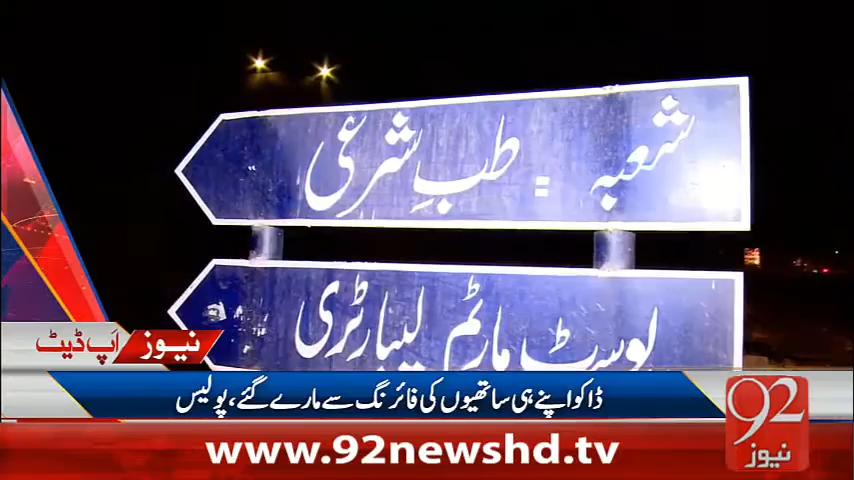 شعبہ : طبِ شرعی
پوسٹ مارٹم لیبارٹری
نیوز اَپ ڈیٹ
ڈاکو اپنے ہی ساتھیوں کی فائرنگ سے مارے گئے، پولیس
92
نیوز
www.92newshd.tv